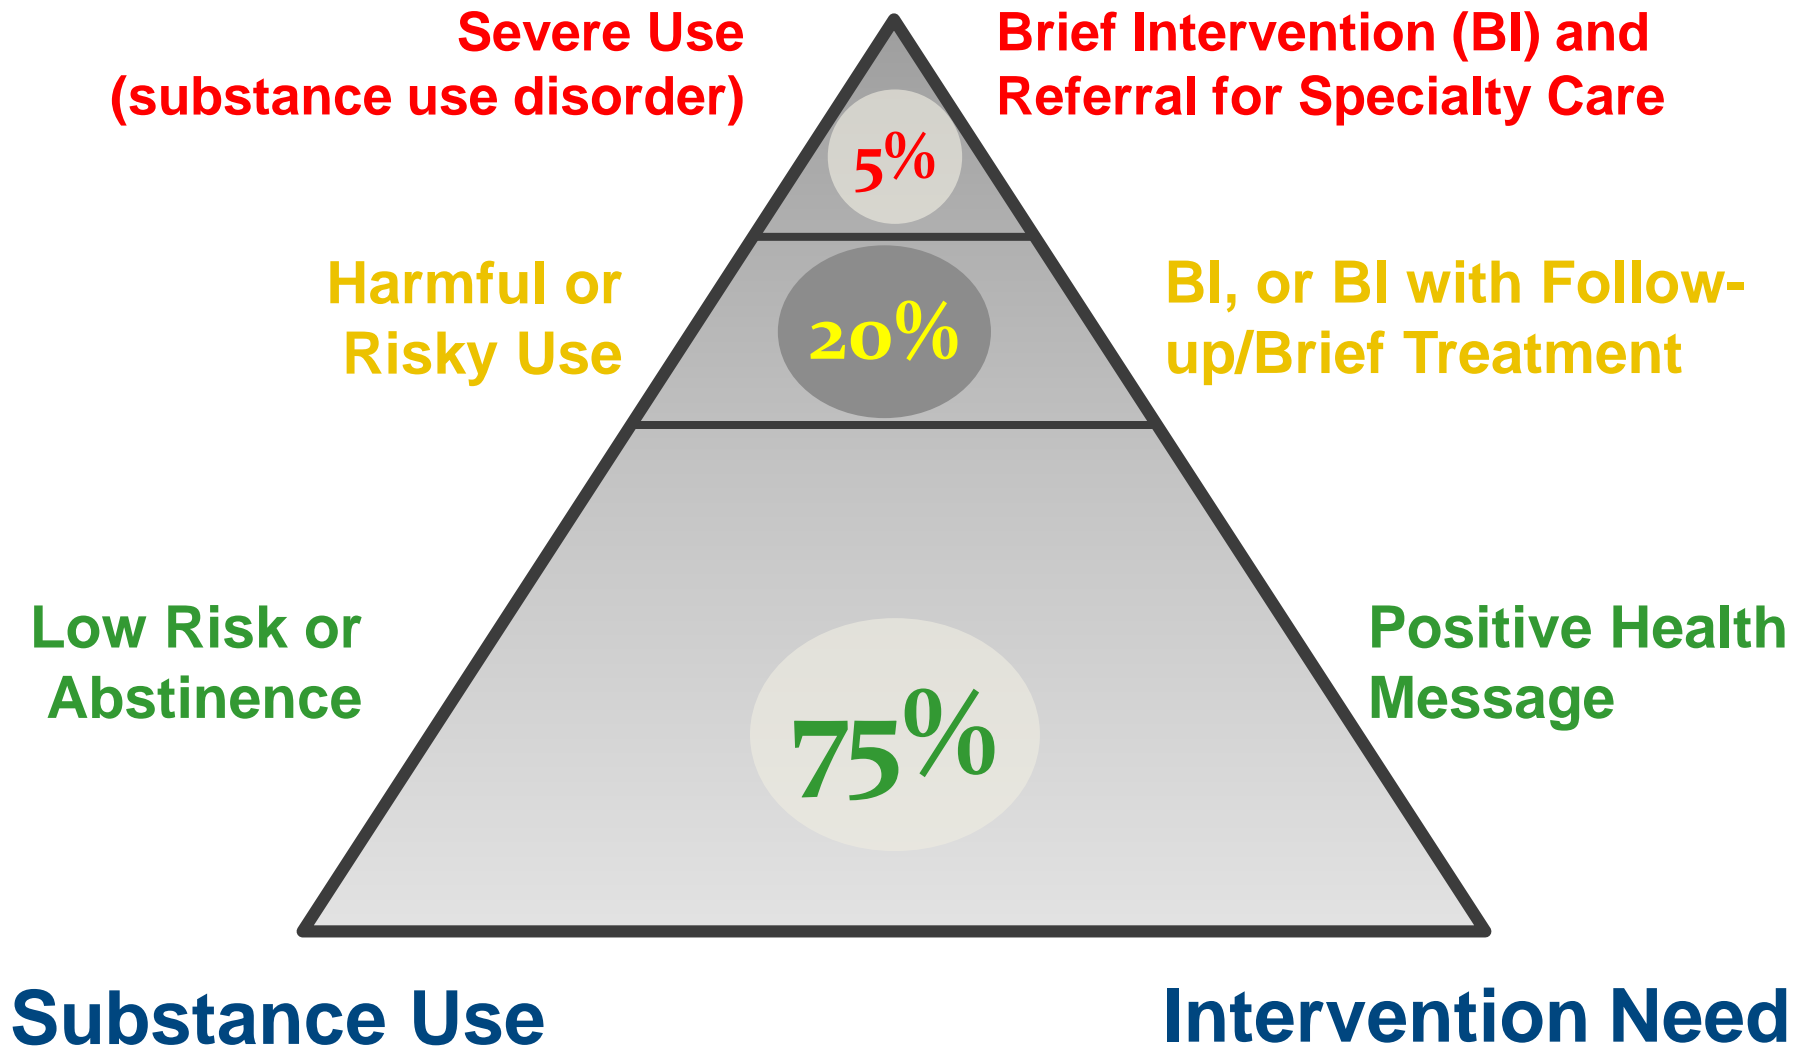 Severe Use
(substance use disorder)
Brief Intervention (BI) and
Referral for Specialty Care
5%
Harmful or
Risky Use
20%
BI, or BI with Follow-
up/Brief Treatment
Low Risk or
Abstinence
75%
Positive Health
Message
Substance Use
Intervention Need